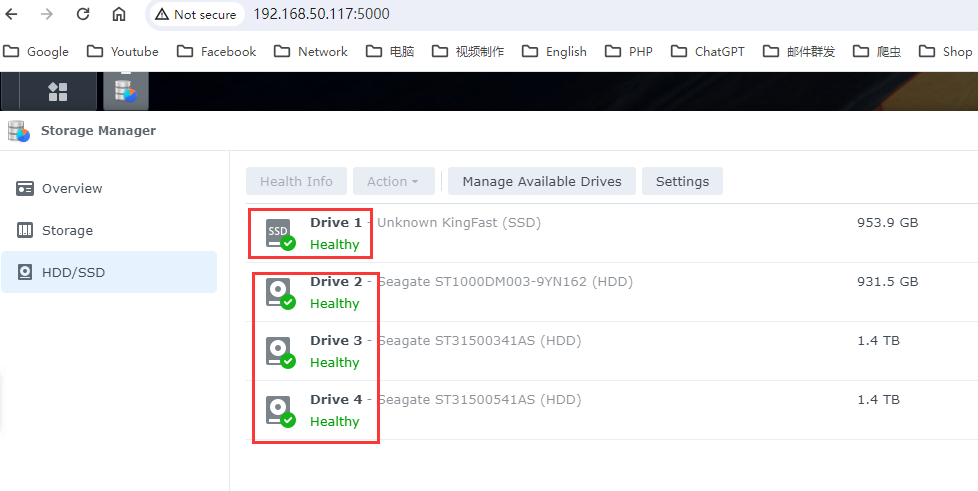 Not secure 192.168.50.117:5000
Google Youtube Facebook Network 电脑 视频制作 English PHP ChatGPT 邮件群发 爬虫 Shop
Storage Manager
Overview
Storage
HDD/SSD
Health Info Action Manage Available Drives Settings
SSD
Drive 1 - Unknown KingFast (SSD) 953.9 GB
Healthy
Drive 2 - Seagate ST1000DM003-9YN162 (HDD) 931.5 GB
Healthy
Drive 3 - Seagate ST31500341AS (HDD) 1.4 TB
Healthy
Drive 4 - Seagate ST31500541AS (HDD) 1.4 TB
Healthy